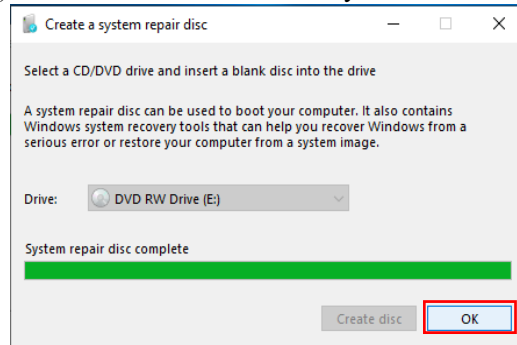 Create a system repair disc
Select a CD/DVD drive and insert a blank disc into the drive
A system repair disc can be used to boot your computer. It also contains
Windows system recovery tools that can help you recover Windows from a
serious error or restore your computer from a system image.
Drive: DVD RW Drive (E:)
System repair disc complete
Create disc OK